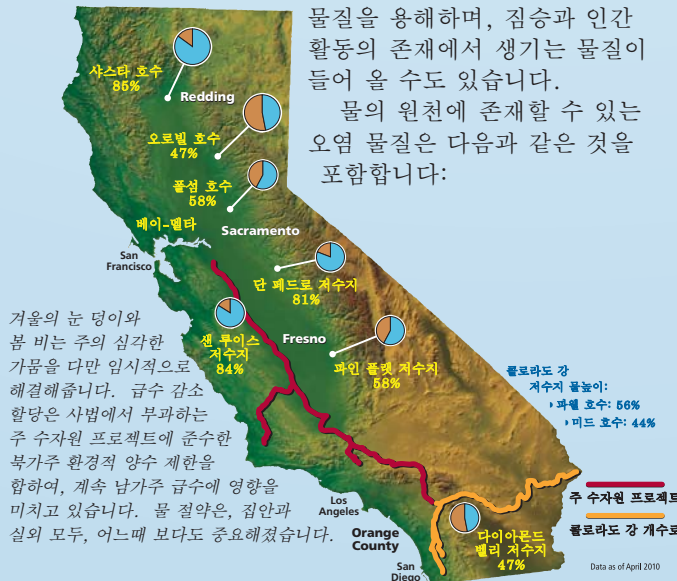 물질을 용해하며, 짐승과 인간
활동의 존재에서 생기는 물질이
들어 올 수도 있습니다.
물의 원천에 존재할 수 있는
오염 물질은 다음과 같은 것을
포함합니다:
샤스타 호수
85%
Redding
오로빌 호수
47%
폴섬 호수
58%
베이-델타
Sacramento
San
Francisco
단 페드로 저수지
81%
샌 루이스
저수지
84%
Fresno
파인 플랫 저수지
58%
겨울의 눈 덩이와
봄 비는 주의 심각한
가뭄을 다만 임시적으로
해결해줍니다. 급수 감소
할당은 사법에서 부과하는
주 수자원 프로젝트에 준수한
북가주 환경적 양수 제한을
합하여, 계속 남가주 급수에 영향을
미치고 있습니다. 물 절약은, 집안과
실외 모두, 어느때 보다도 중요해졌습니다.
콜로라도 강
저수지 물높이:
파웰 호수: 56%
미드 호수: 44%
Los
Angeles
Orange
County
San
Diego
다이아몬드
밸리 저수지
47%
주 수자원 프로젝트
콜로라도 강 개수로
Data as of April 2010